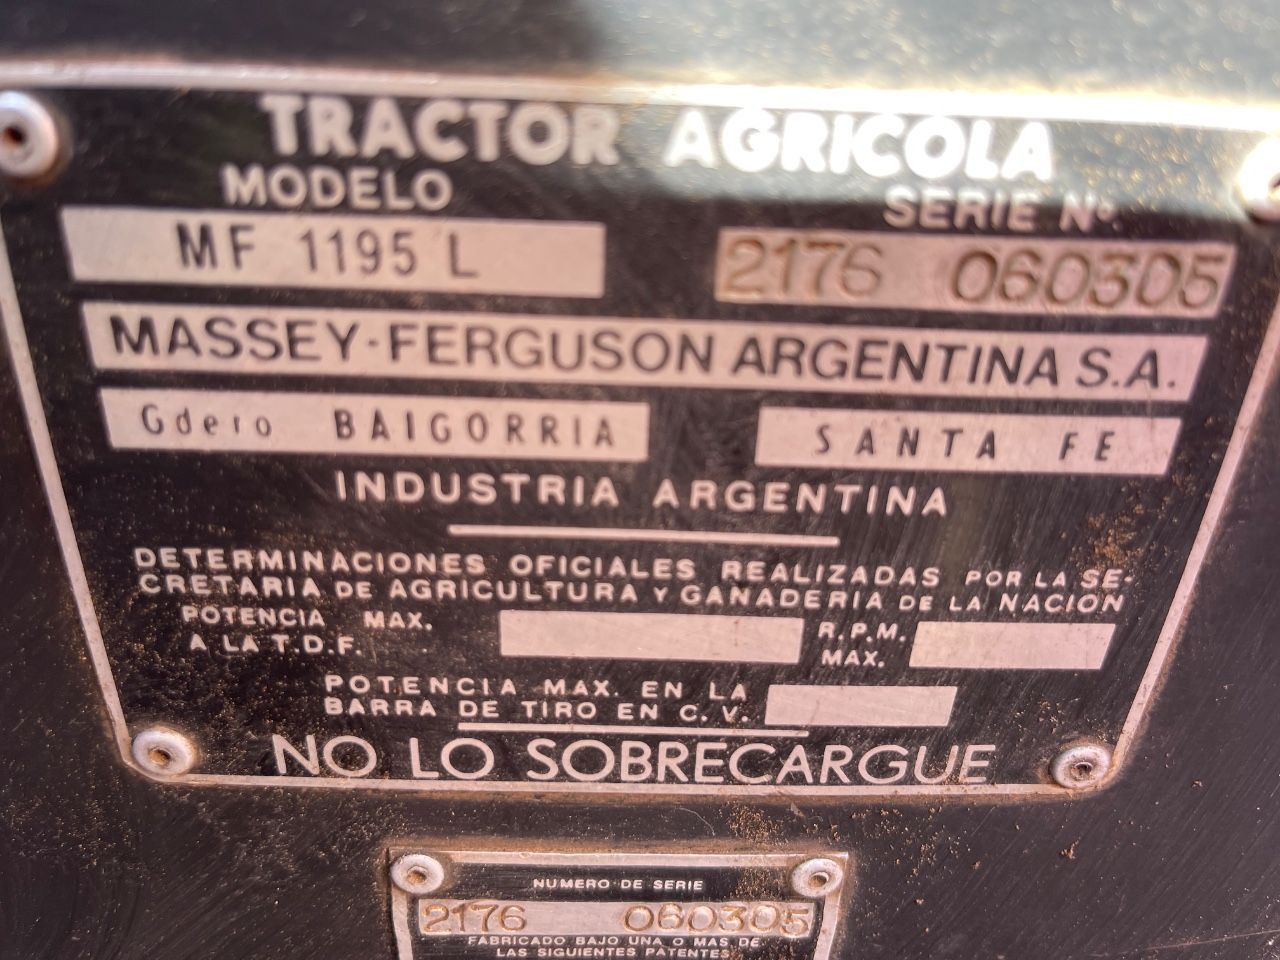 TRACTOR AGRICOLA
MODELO SERIE Nº
MF 1195 L 2176 060305
MASSEY-FERGUSON ARGENTINA S.A.
Gdero BAIGORRIA SANTA FE
INDUSTRIA ARGENTINA
DETERMINACIONES OFICIALES REALIZADAS POR LA SE-
CRETARIA DE AGRICULTURA Y GANADERIA DE LA NACION
POTENCIA MAX. R.P.M.
A LA T.D.F. MAX.
POTENCIA MAX. EN LA
BARRA DE TIRO EN C.V.
NO LO SOBRECARGUE
NUMERO DE SERIE
2176 060305
FABRICADO BAJO UNA O MAS DE
LAS SIGUIENTES PATENTES